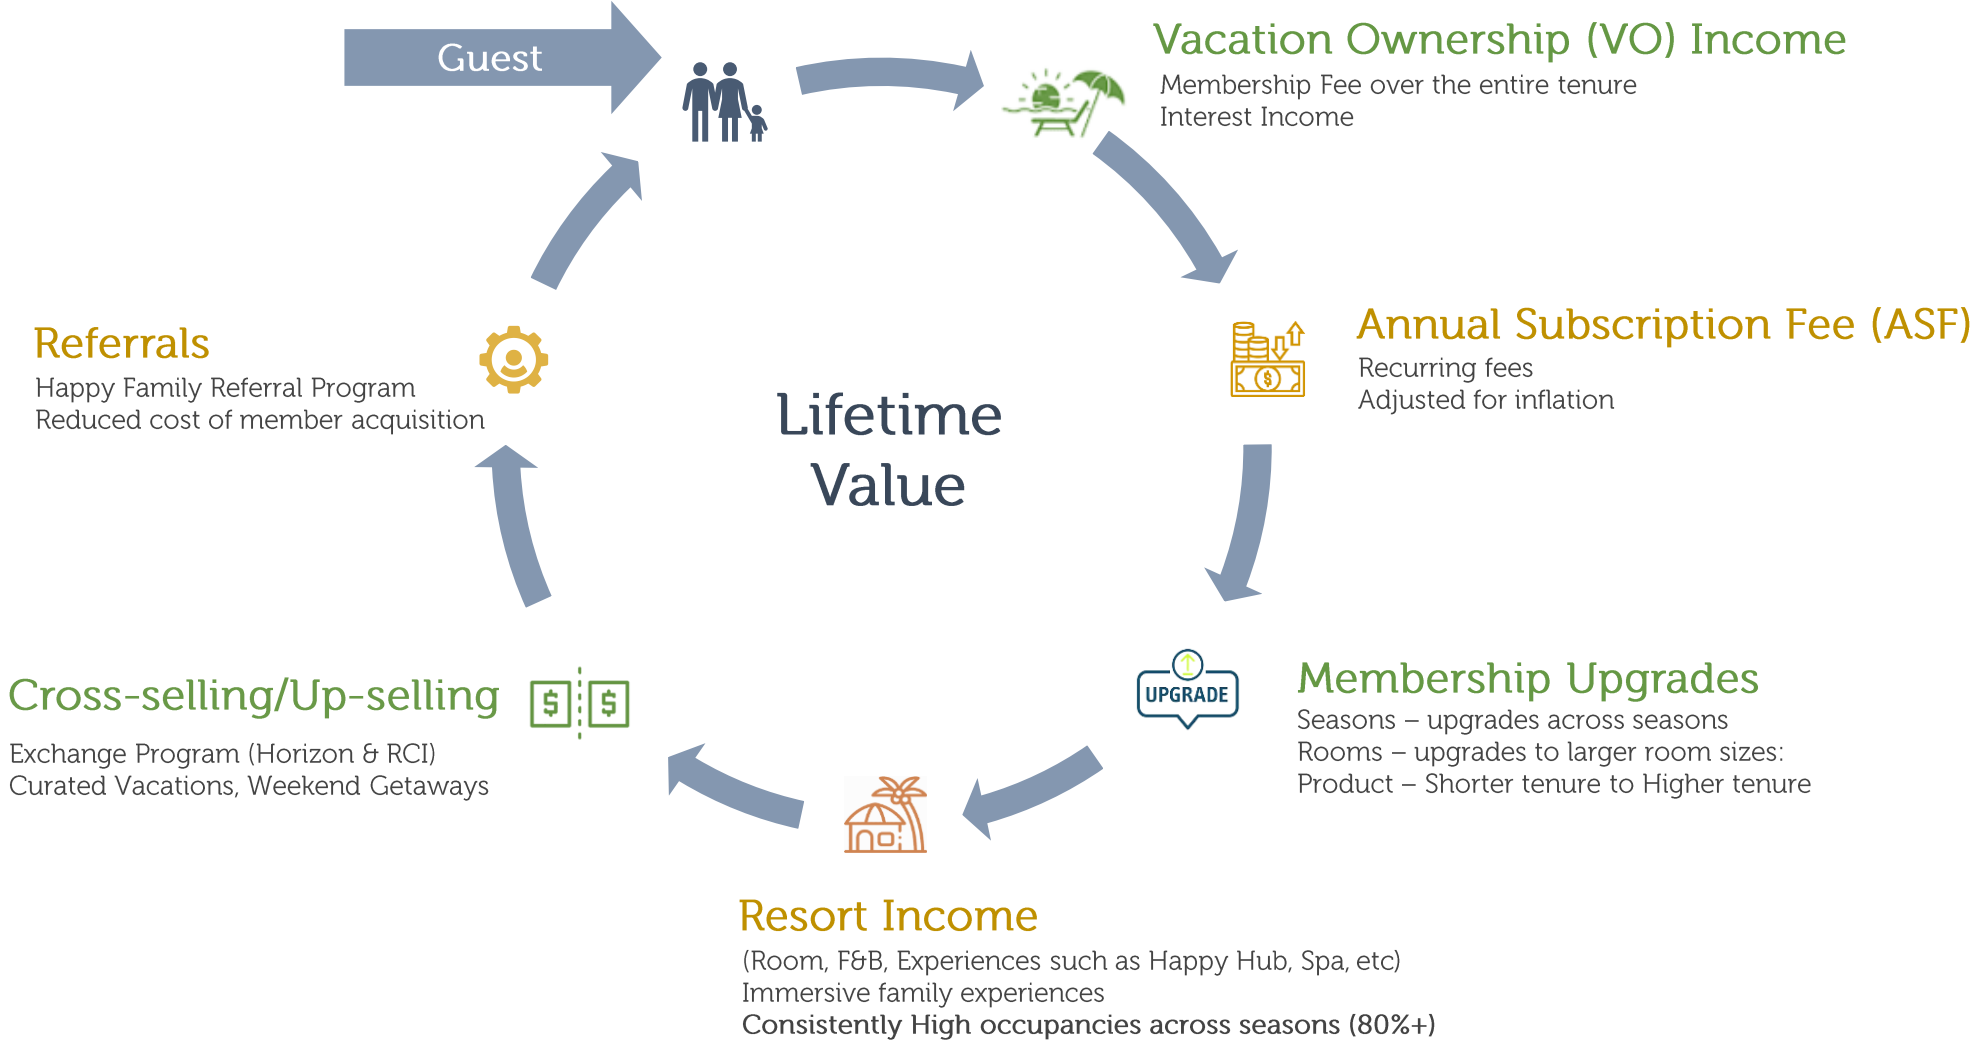 Guest
Vacation Ownership (VO) Income
Membership Fee over the entire tenure
Interest Income
Annual Subscription Fee (ASF)
Recurring fees
Adjusted for inflation
Membership Upgrades
Seasons – upgrades across seasons
Rooms – upgrades to larger room sizes:
Product – Shorter tenure to Higher tenure
UPGRADE
Resort Income
(Room, F&B, Experiences such as Happy Hub, Spa, etc)
Immersive family experiences
Consistently High occupancies across seasons (80%+)
Cross-selling/Up-selling
Exchange Program (Horizon & RCI)
Curated Vacations, Weekend Getaways
$ $
Referrals
Happy Family Referral Program
Reduced cost of member acquisition
Lifetime
Value
$